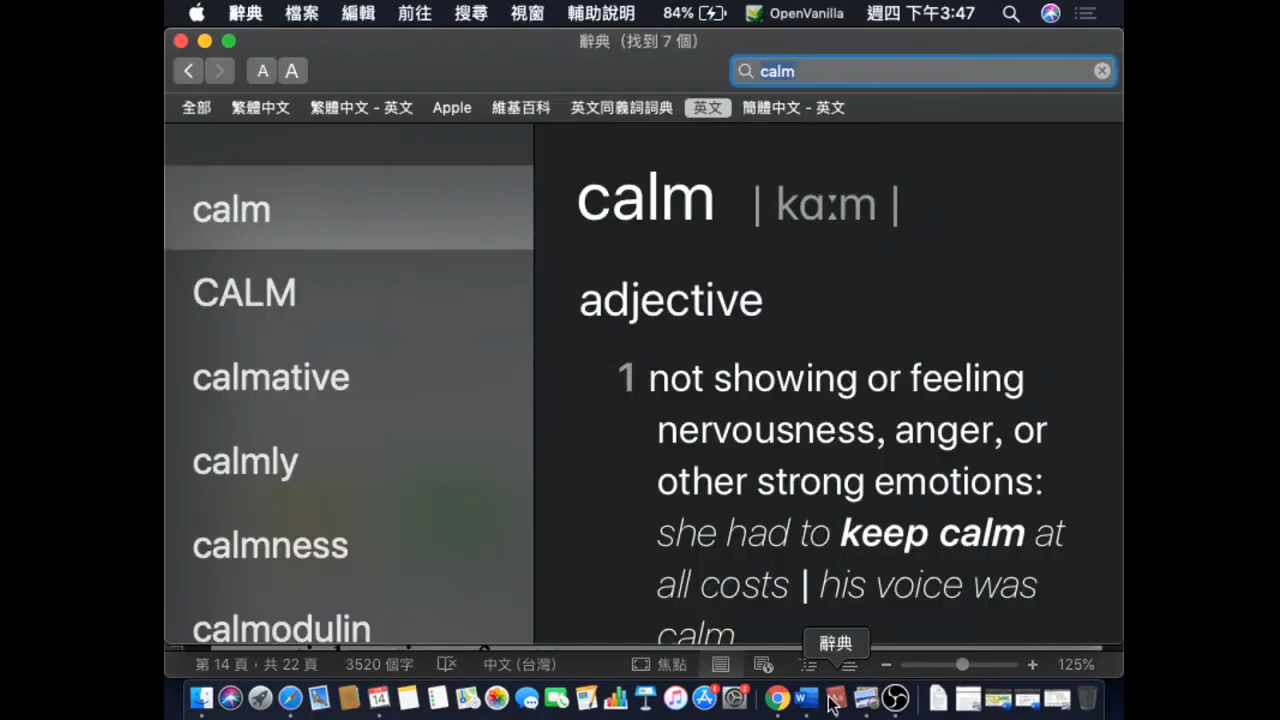 辭典 檔案 編輯 前往 搜尋 視窗 輔助說明 84% OpenVanilla 週四 下午3:47
辭典（找到 7 個）
A A calm
全部 繁體中文 繁體中文 - 英文 Apple 維基百科 英文同義詞詞典 英文 簡體中文 - 英文
calm
CALM
calmative
calmly
calmness
calmodulin
calm | kɑːm |
adjective
1 not showing or feeling
nervousness, anger, or
other strong emotions:
she had to keep calm at
all costs | his voice was
calm
辭典
第 14 頁，共 22 頁 3520 個字 中文 (台灣) 焦點 125%
14